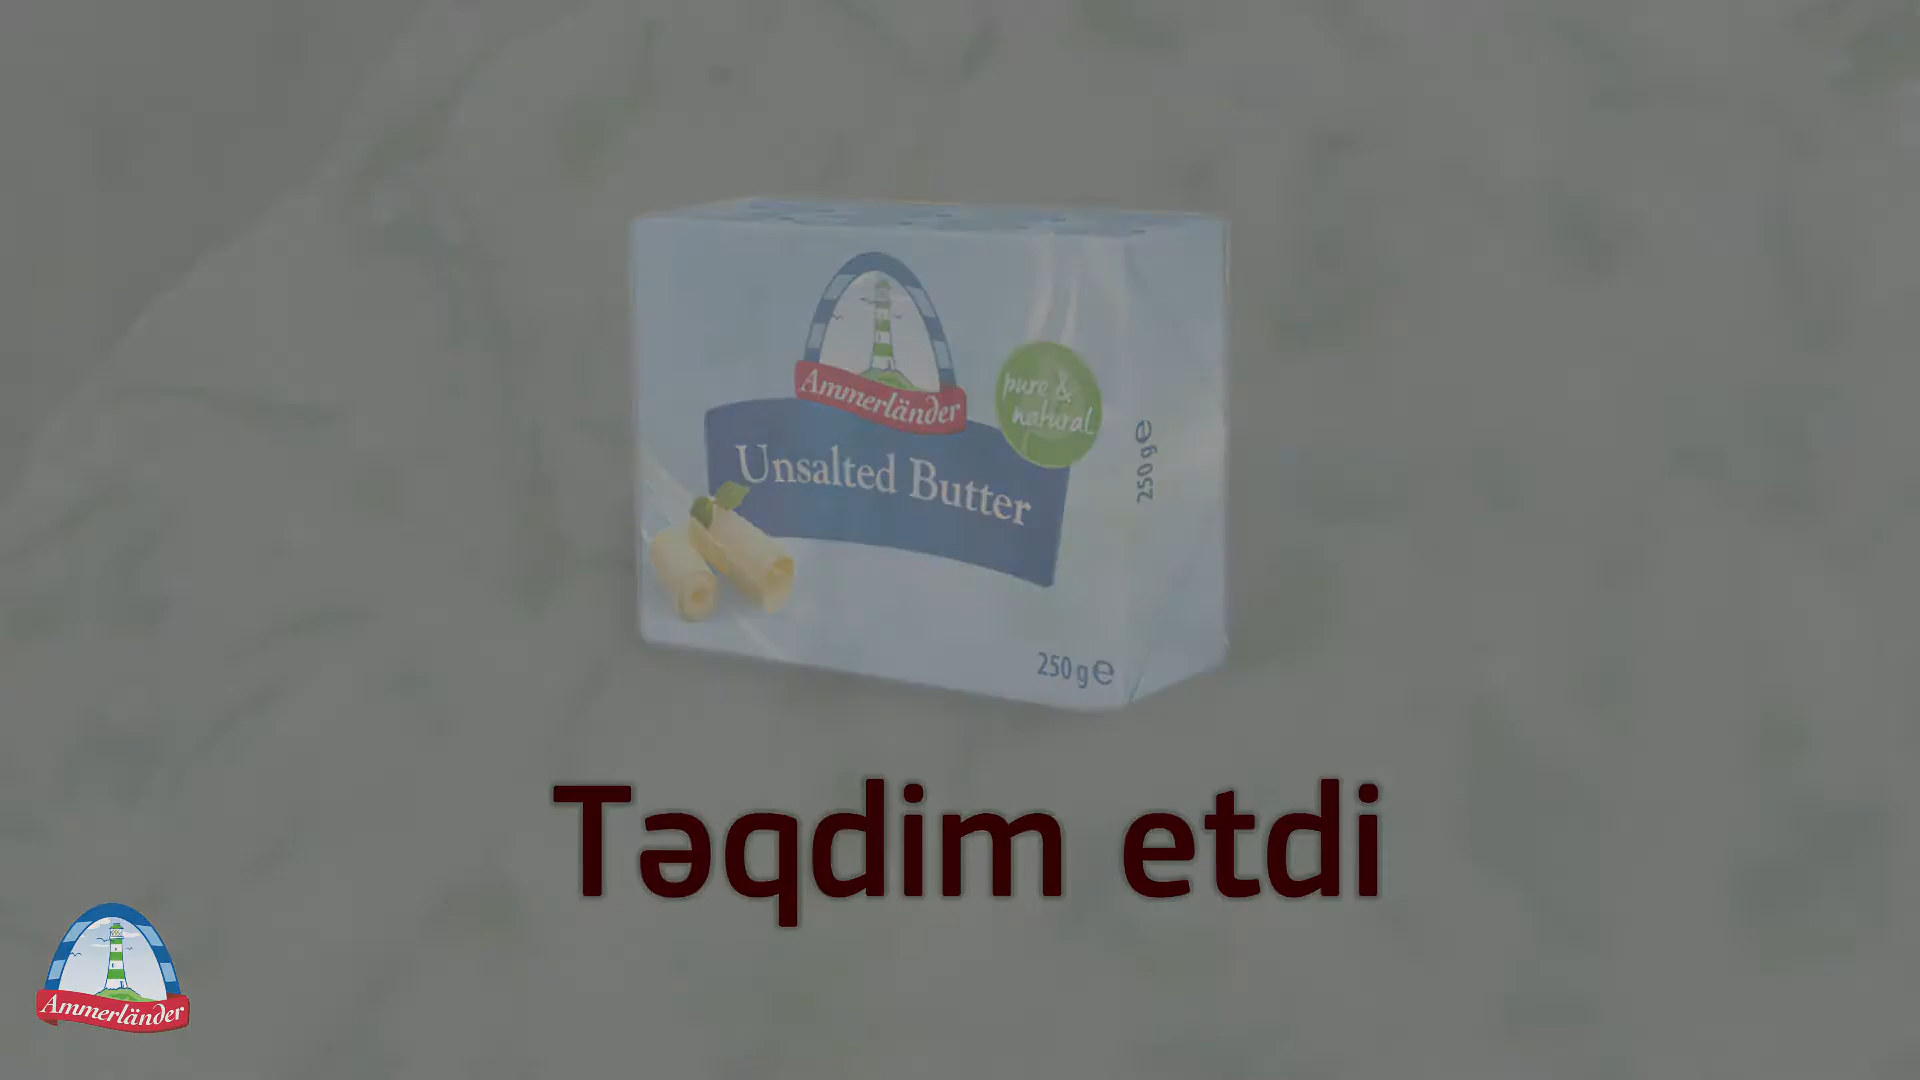 Ammerländer
pure &
natural
Unsalted Butter
250 g e
250 g e
Təqdim etdi
Ammerländer